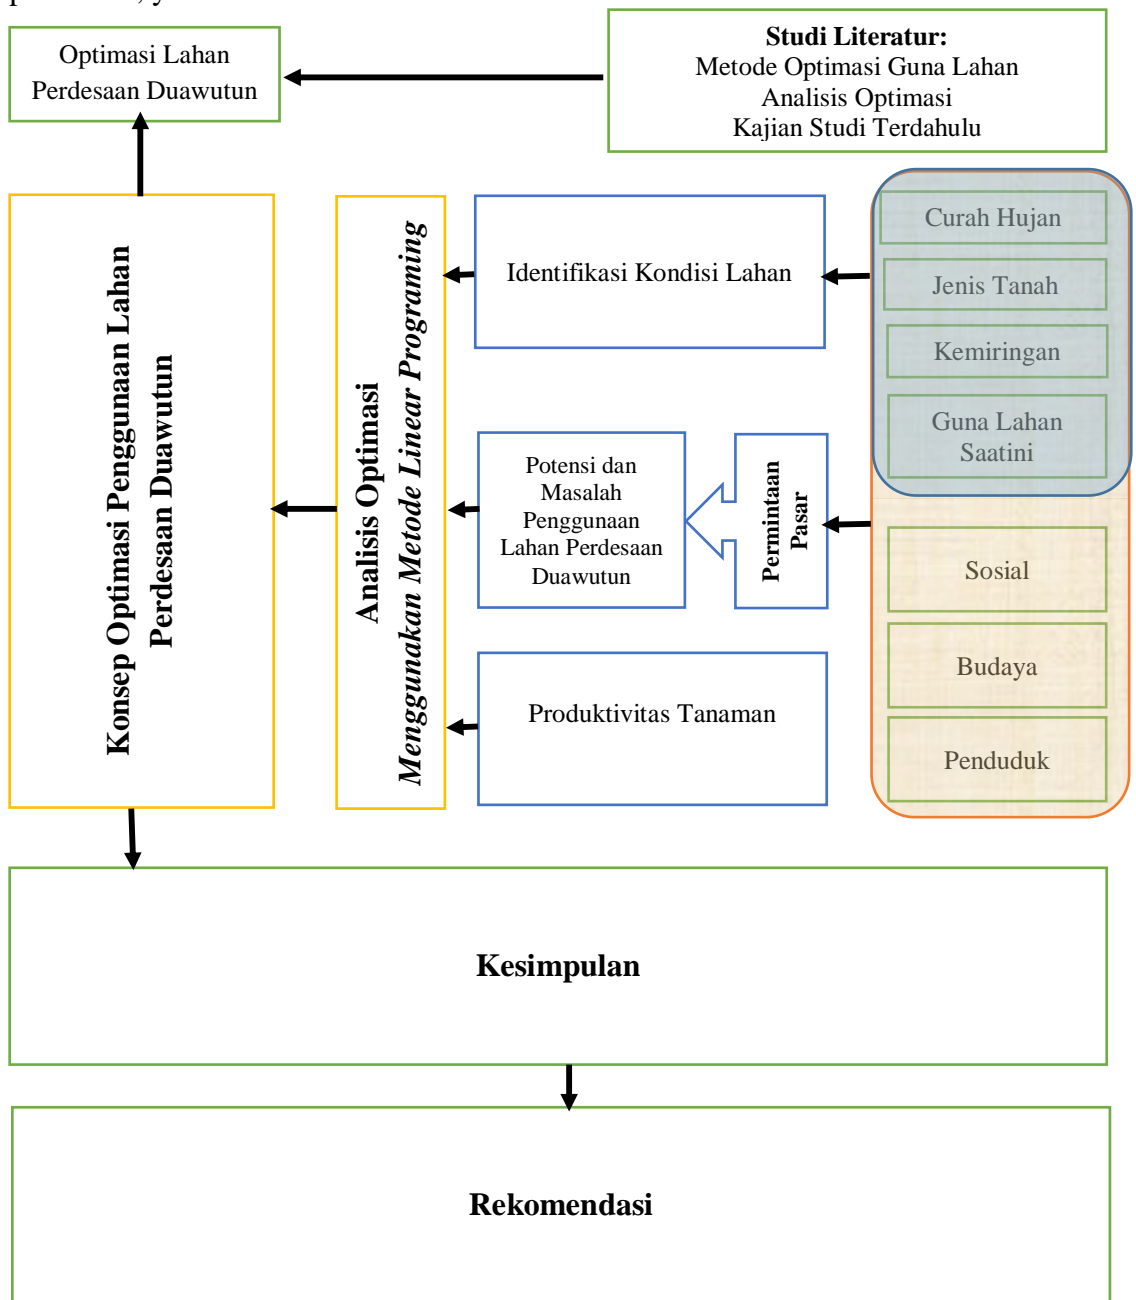 Optimasi Lahan
Perdesaan Duawutun
Studi Literatur:
Metode Optimasi Guna Lahan
Analisis Optimasi
Kajian Studi Terdahulu
Konsep Optimasi Penggunaan Lahan
Perdesaan Duawutun
Analisis Optimasi
Menggunakan Metode Linear Programing
Identifikasi Kondisi Lahan
Potensi dan
Masalah
Penggunaan
Lahan Perdesaan
Duawutun
Permintaan
Pasar
Produktivitas Tanaman
Curah Hujan
Jenis Tanah
Kemiringan
Guna Lahan
Saatini
Sosial
Budaya
Penduduk
Kesimpulan
Rekomendasi